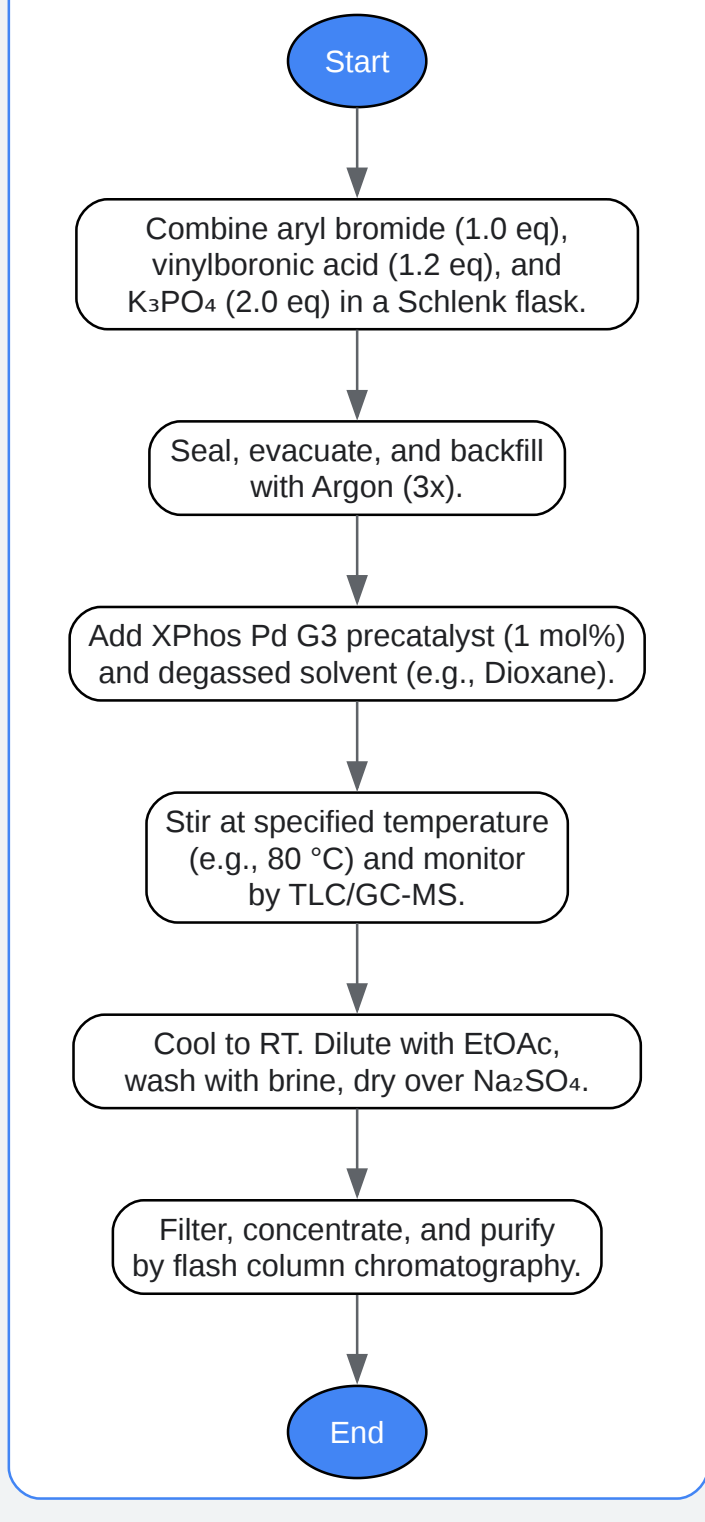 Start
Combine aryl bromide (1.0 eq),
vinylboronic acid (1.2 eq), and
K₃PO₄ (2.0 eq) in a Schlenk flask.
Seal, evacuate, and backfill
with Argon (3x).
Add XPhos Pd G3 precatalyst (1 mol%)
and degassed solvent (e.g., Dioxane).
Stir at specified temperature
(e.g., 80 °C) and monitor
by TLC/GC-MS.
Cool to RT. Dilute with EtOAc,
wash with brine, dry over Na₂SO₄.
Filter, concentrate, and purify
by flash column chromatography.
End